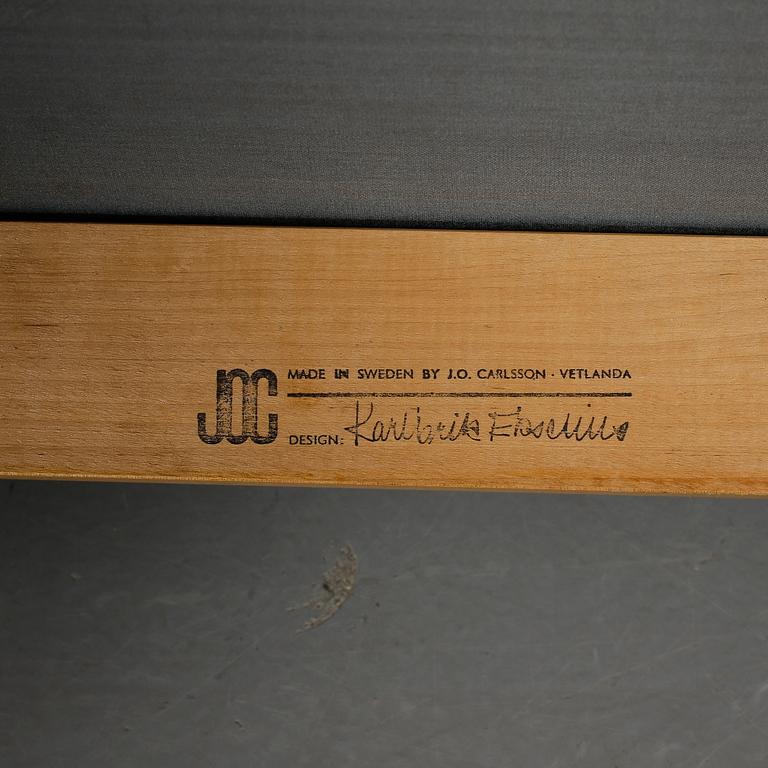 JOC
MADE IN SWEDEN BY J.O. CARLSSON · VETLANDA
DESIGN: Karl Erik Ekselius